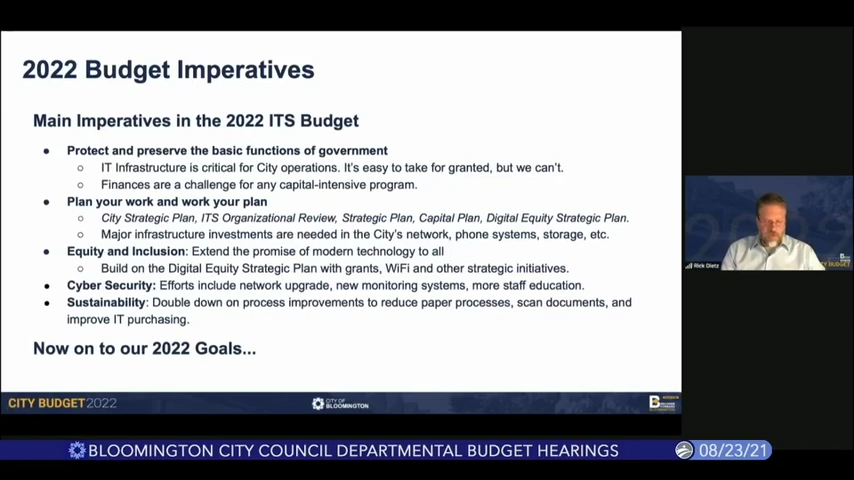 2022 Budget Imperatives
Main Imperatives in the 2022 ITS Budget
● Protect and preserve the basic functions of government
○ IT Infrastructure is critical for City operations. It's easy to take for granted, but we can't.
○ Finances are a challenge for any capital-intensive program.
● Plan your work and work your plan
○ City Strategic Plan, ITS Organizational Review, Strategic Plan, Capital Plan, Digital Equity Strategic Plan.
○ Major infrastructure investments are needed in the City's network, phone systems, storage, etc.
● Equity and Inclusion: Extend the promise of modern technology to all
○ Build on the Digital Equity Strategic Plan with grants, WiFi and other strategic initiatives.
● Cyber Security: Efforts include network upgrade, new monitoring systems, more staff education.
● Sustainability: Double down on process improvements to reduce paper processes, scan documents, and
improve IT purchasing.
Now on to our 2022 Goals...
Rick Dietz
CITY BUDGET 2022
CITY OF
BLOOMINGTON
BLOOMINGTON CITY COUNCIL DEPARTMENTAL BUDGET HEARINGS
08/23/21